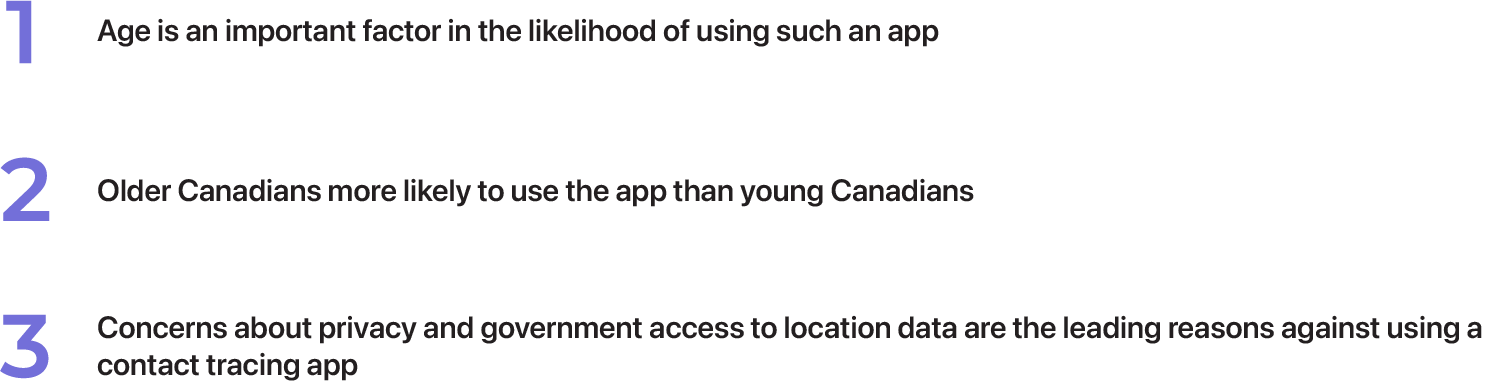 1
Age is an important factor in the likelihood of using such an app
2
Older Canadians more likely to use the app than young Canadians
3
Concerns about privacy and government access to location data are the leading reasons against using a
contact tracing app